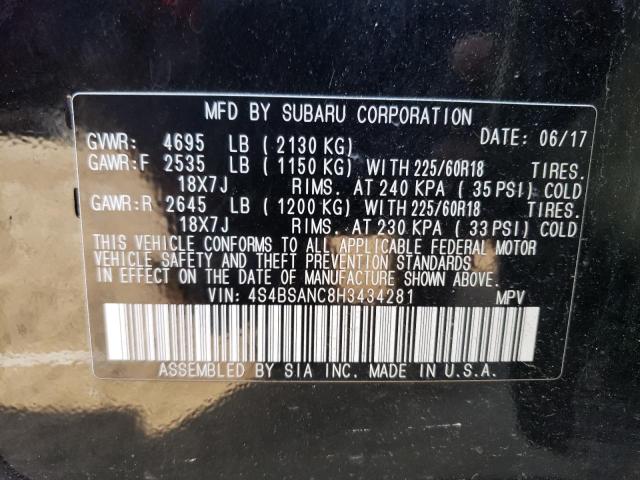 MFD BY SUBARU CORPORATION
GVWR: 4695 LB ( 2130 KG) DATE: 06/17
GAWR:F 2535 LB ( 1150 KG) WITH 225/60R18 TIRES.
18X7J RIMS. AT 240 KPA ( 35 PSI) COLD
GAWR:R 2645 LB ( 1200 KG) WITH 225/60R18 TIRES.
18X7J RIMS. AT 230 KPA ( 33 PSI) COLD
THIS VEHICLE CONFORMS TO ALL APPLICABLE FEDERAL MOTOR
VEHICLE SAFETY AND THEFT PREVENTION STANDARDS
IN EFFECT ON THE DATE OF MANUFACTURE SHOWN ABOVE.
VIN: 4S4BSANC8H3434281 MPV
ASSEMBLED BY SIA INC. MADE IN U.S.A.